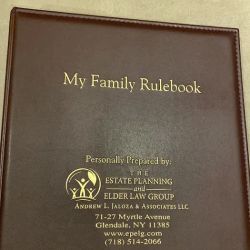 My Family Rulebook
Personally Prepared by:
THE
ESTATE PLANNING
and
ELDER LAW GROUP
ANDREW L. JALOZA & ASSOCIATES LLC.
71-27 Myrtle Avenue
Glendale, NY 11385
www.epelg.com
(718) 514-2066